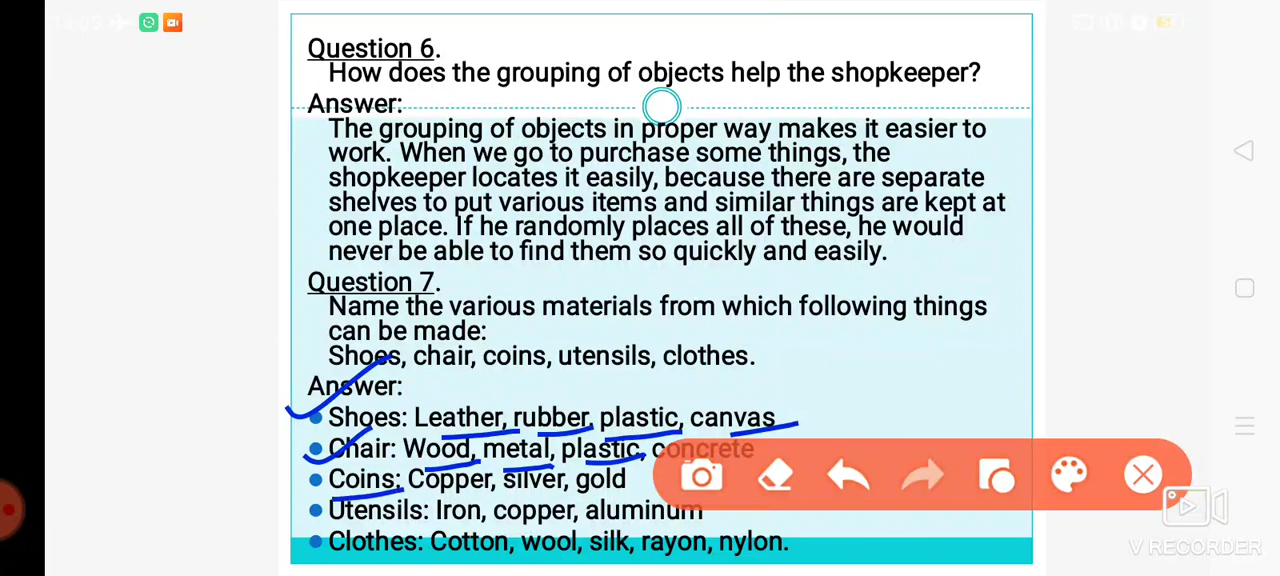 Question 6.
How does the grouping of objects help the shopkeeper?
Answer:
The grouping of objects in proper way makes it easier to
work. When we go to purchase some things, the
shopkeeper locates it easily, because there are separate
shelves to put various items and similar things are kept at
one place. If he randomly places all of these, he would
never be able to find them so quickly and easily.
Question 7.
Name the various materials from which following things
can be made:
Shoes, chair, coins, utensils, clothes.
Answer:
Shoes: Leather, rubber, plastic, canvas
Chair: Wood, metal, plastic, concrete
Coins: Copper, silver, gold
Utensils: Iron, copper, aluminum
Clothes: Cotton, wool, silk, rayon, nylon.
V RECORDER